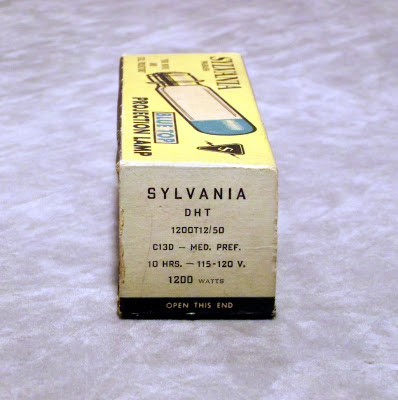 SYLVANIA
BLUE TOP
PROJECTION LAMP
S
SYLVANIA
DHT
1200T12/50
C13D — MED. PREF.
10 HRS. — 115-120 V.
1200 WATTS
OPEN THIS END